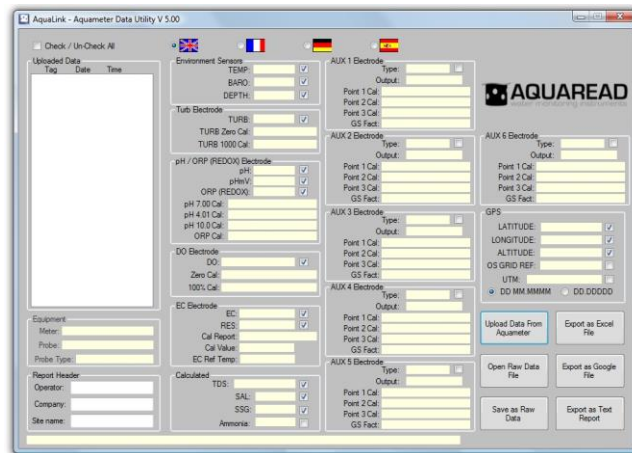 AquaLink - Aquameter Data Utility V 5.00
Check / Un-Check All
Uploaded Data
Tag Date Time
Equipment
Meter:
Probe:
Probe Type:
Report Header
Operator:
Company:
Site name:
Environment Sensors
TEMP:
BARO:
DEPTH:
Turb Electrode
TURB:
TURB Zero Cal:
TURB 1000 Cal:
pH / ORP (REDOX) Electrode
pH:
pHmV:
ORP (REDOX):
pH 7.00 Cal:
pH 4.01 Cal:
pH 10.0 Cal:
ORP Cal:
DO Electrode
DO:
Zero Cal:
100% Cal:
EC Electrode
EC:
RES:
Cal Report:
Cal Value:
EC Ref Temp:
Calculated
TDS:
SAL:
SSG:
Ammonia:
AUX 1 Electrode
Type:
Output:
Point 1 Cal:
Point 2 Cal:
Point 3 Cal:
GS Fact:
AUX 2 Electrode
Type:
Output:
Point 1 Cal:
Point 2 Cal:
Point 3 Cal:
GS Fact:
AUX 3 Electrode
Type:
Output:
Point 1 Cal:
Point 2 Cal:
Point 3 Cal:
GS Fact:
AUX 4 Electrode
Type:
Output:
Point 1 Cal:
Point 2 Cal:
Point 3 Cal:
GS Fact:
AUX 5 Electrode
Type:
Output:
Point 1 Cal:
Point 2 Cal:
Point 3 Cal:
GS Fact:
AQUAREAD
water monitoring instruments
AUX 6 Electrode
Type:
Output:
Point 1 Cal:
Point 2 Cal:
Point 3 Cal:
GS Fact:
GPS
LATITUDE:
LONGITUDE:
ALTITUDE:
OS GRID REF:
UTM:
DD MM.MMMM DD.DDDDD
Upload Data From
Aquameter
Export as Excel
File
Open Raw Data
File
Export as Google
File
Save as Raw
Data
Export as Text
Report